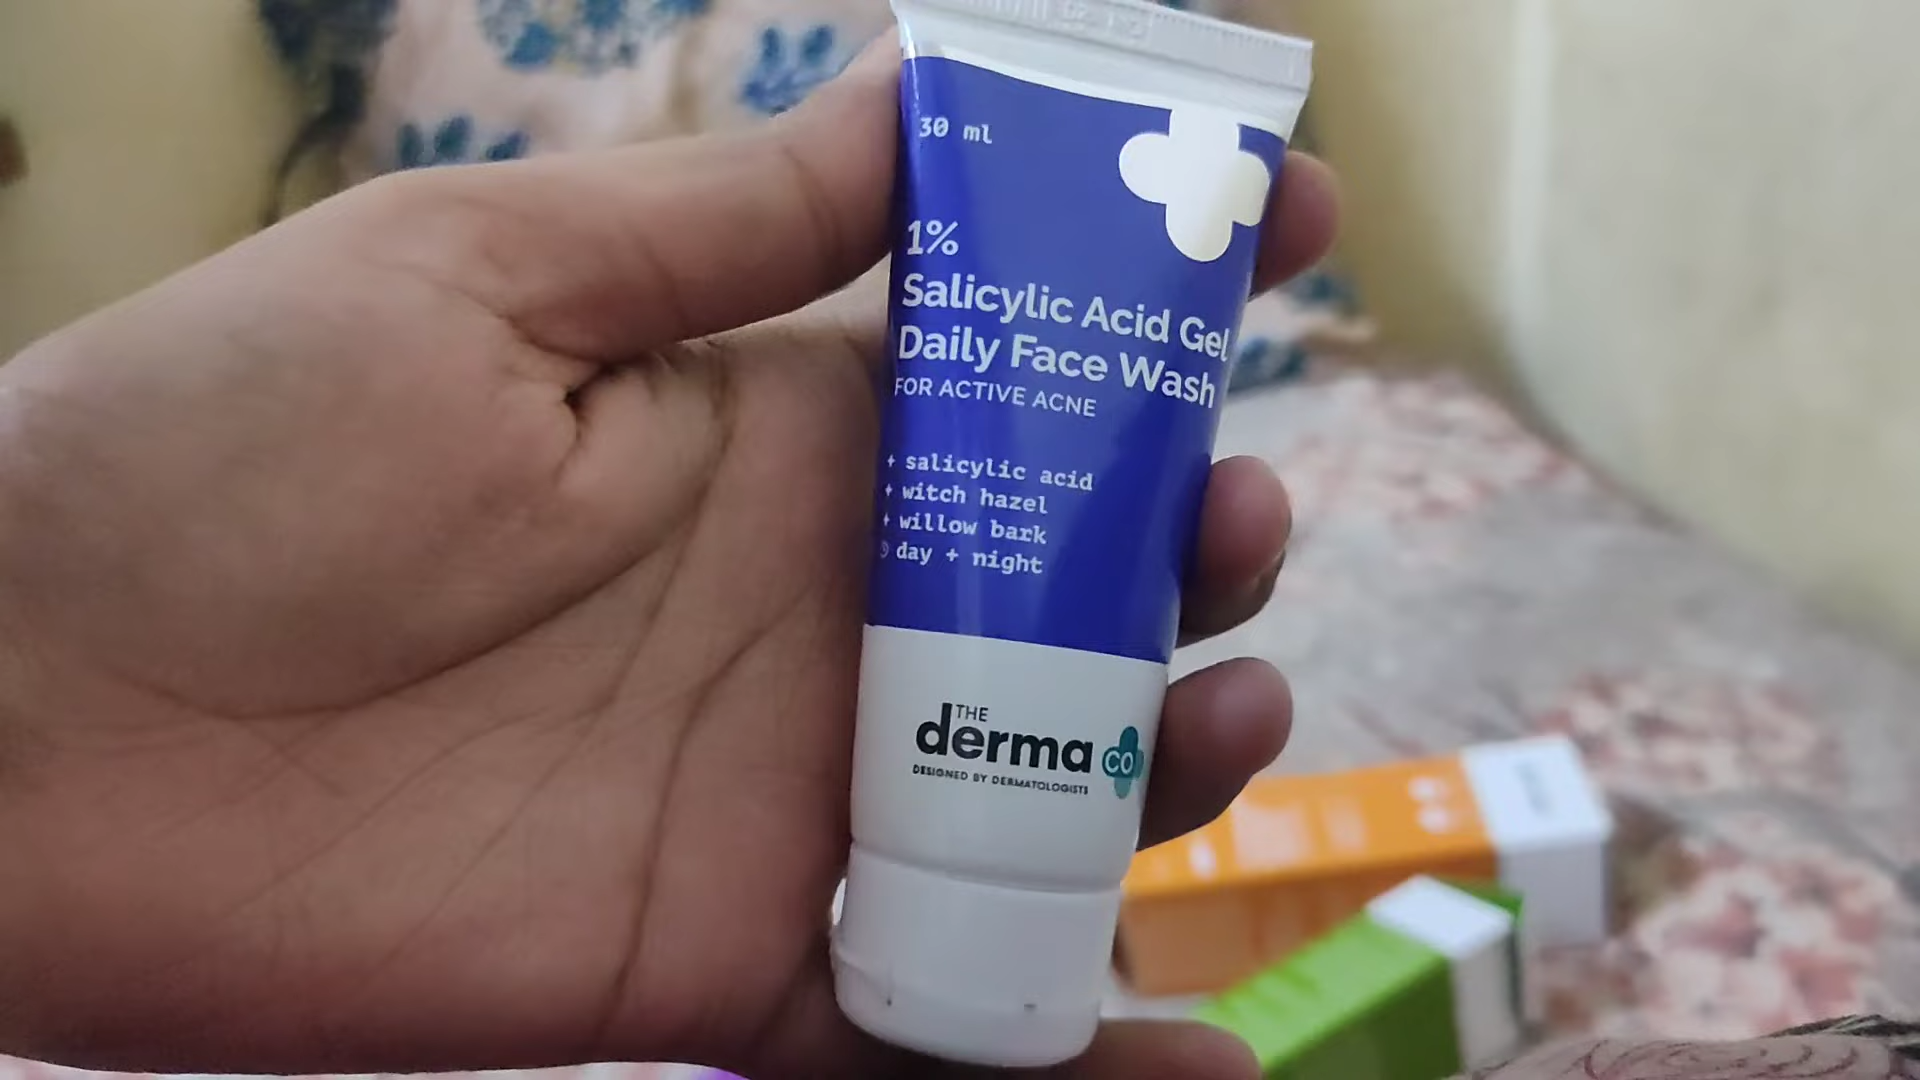 30 ml
1%
Salicylic Acid Gel
Daily Face Wash
FOR ACTIVE ACNE
+ salicylic acid
+ witch hazel
+ willow bark
day + night
THE
derma co
DESIGNED BY DERMATOLOGISTS